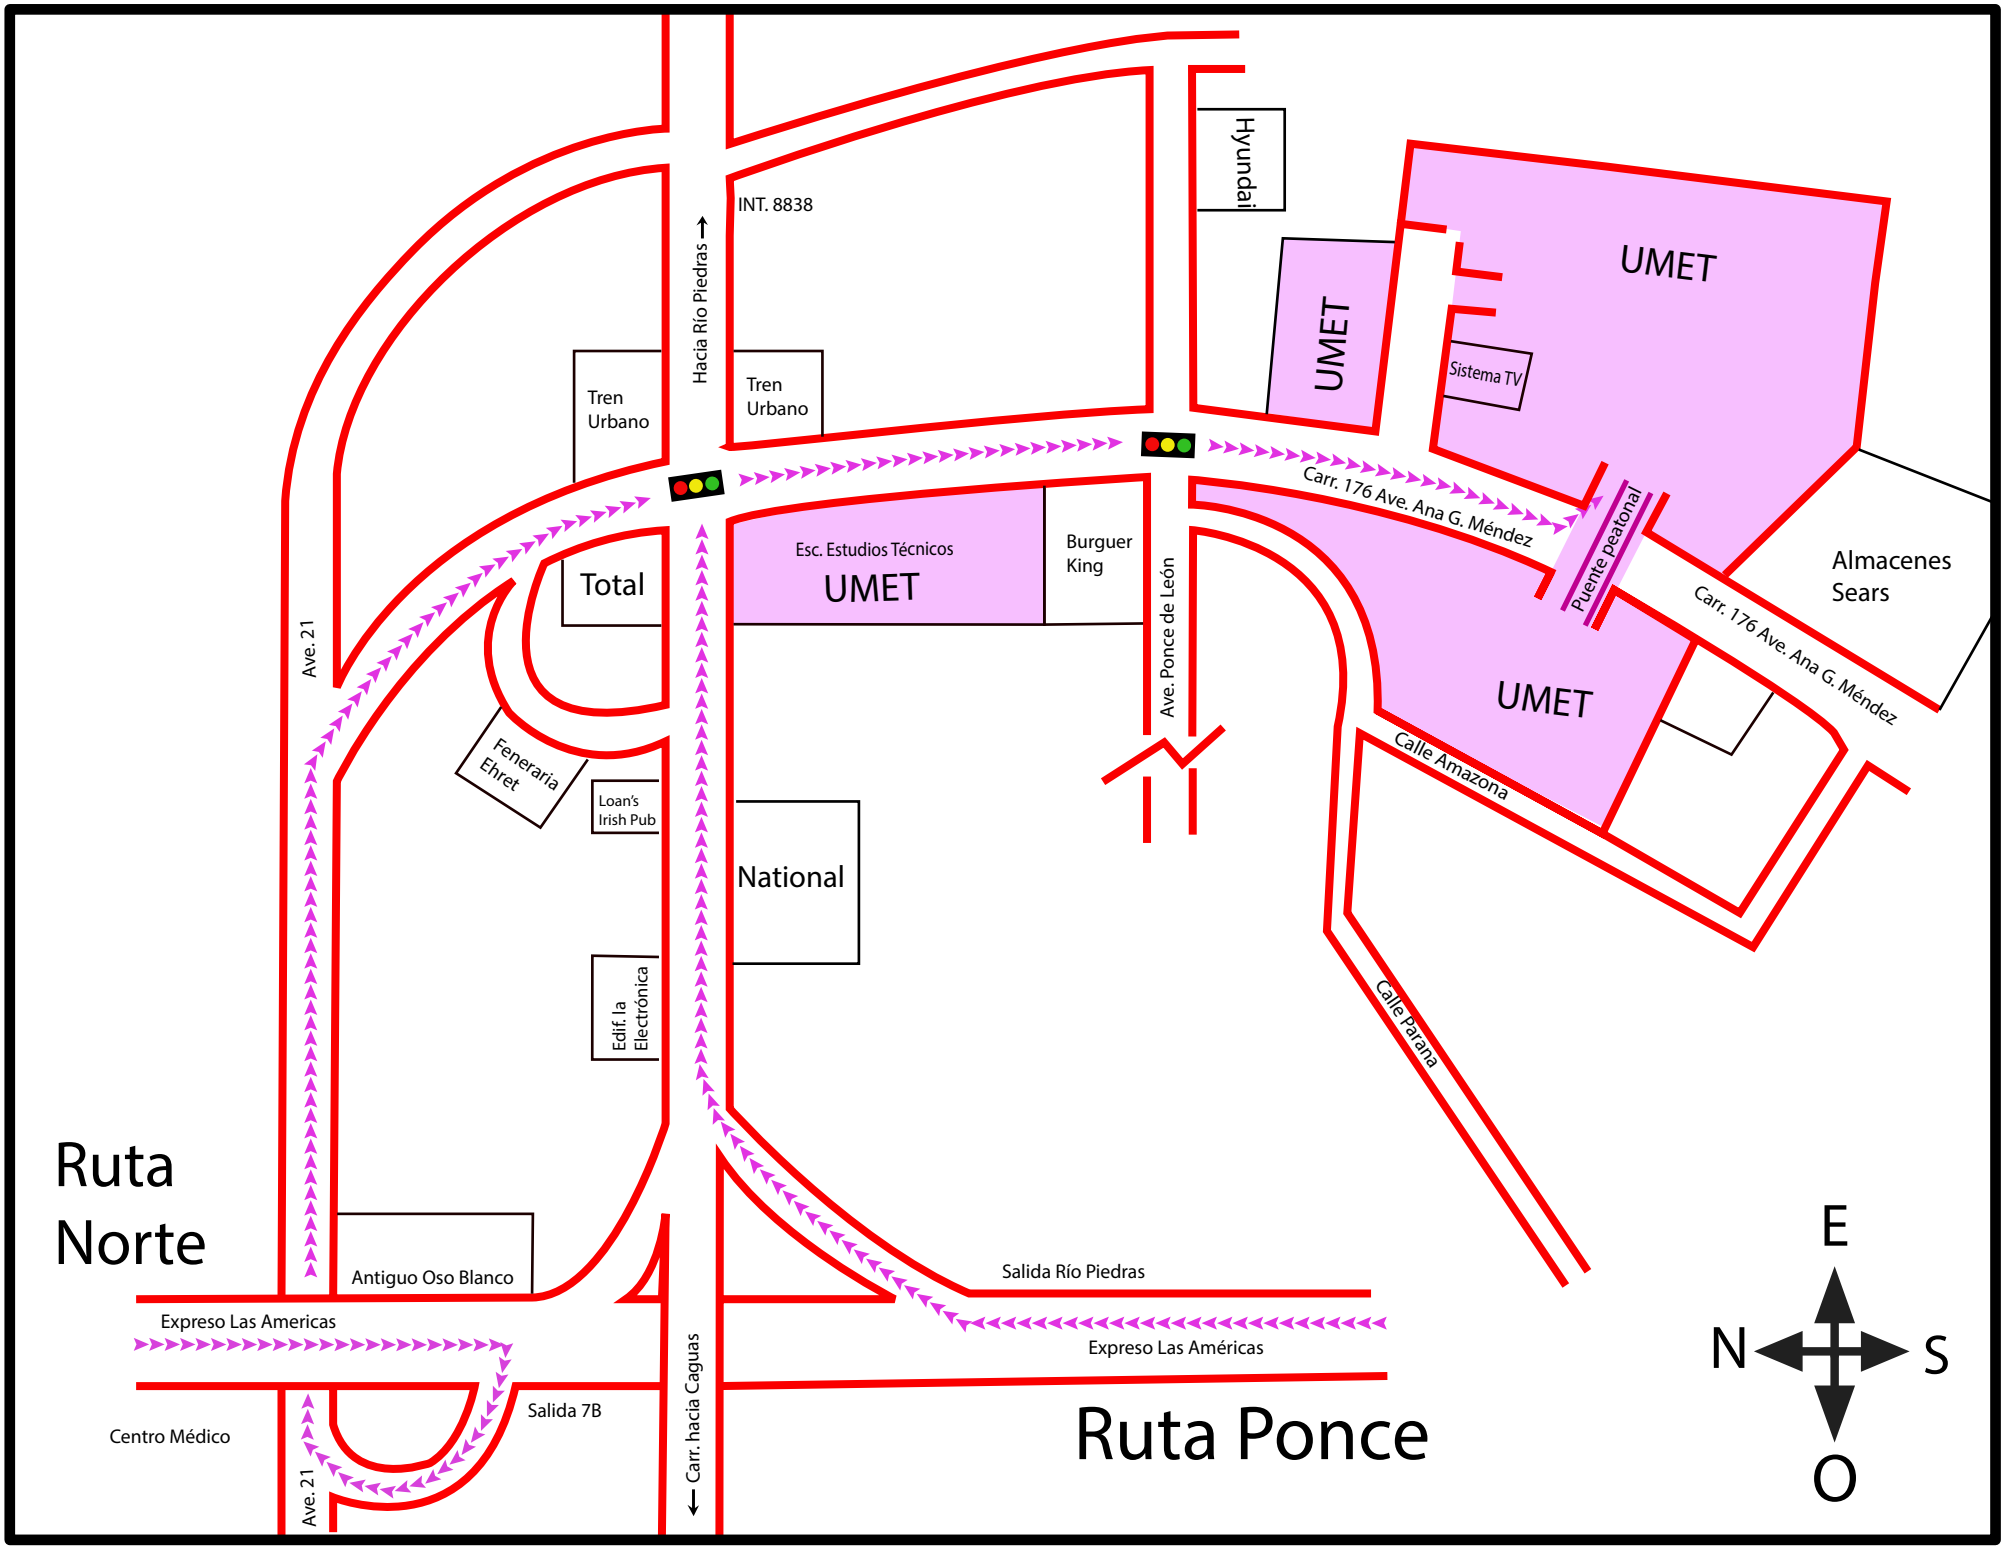 Hyundai
INT. 8838
Hacia Río Piedras
UMET
UMET
Sistema TV
Tren
Urbano
Tren
Urbano
Carr. 176 Ave. Ana G. Méndez
Puente peatonal
Almacenes
Sears
Esc. Estudios Técnicos
UMET
Burguer
King
Total
Ave. 21
Ave. Ponce de León
Carr. 176 Ave. Ana G. Méndez
UMET
Calle Amazona
Feneraria
Ehret
Loan's
Irish Pub
National
Edif. la
Electrónica
Calle Parana
Ruta
Norte
Antiguo Oso Blanco
Salida Río Piedras
Expreso Las Americas
Expreso Las Américas
Carr. hacia Caguas
Salida 7B
Centro Médico
Ave. 21
Ruta Ponce
E
N
S
O